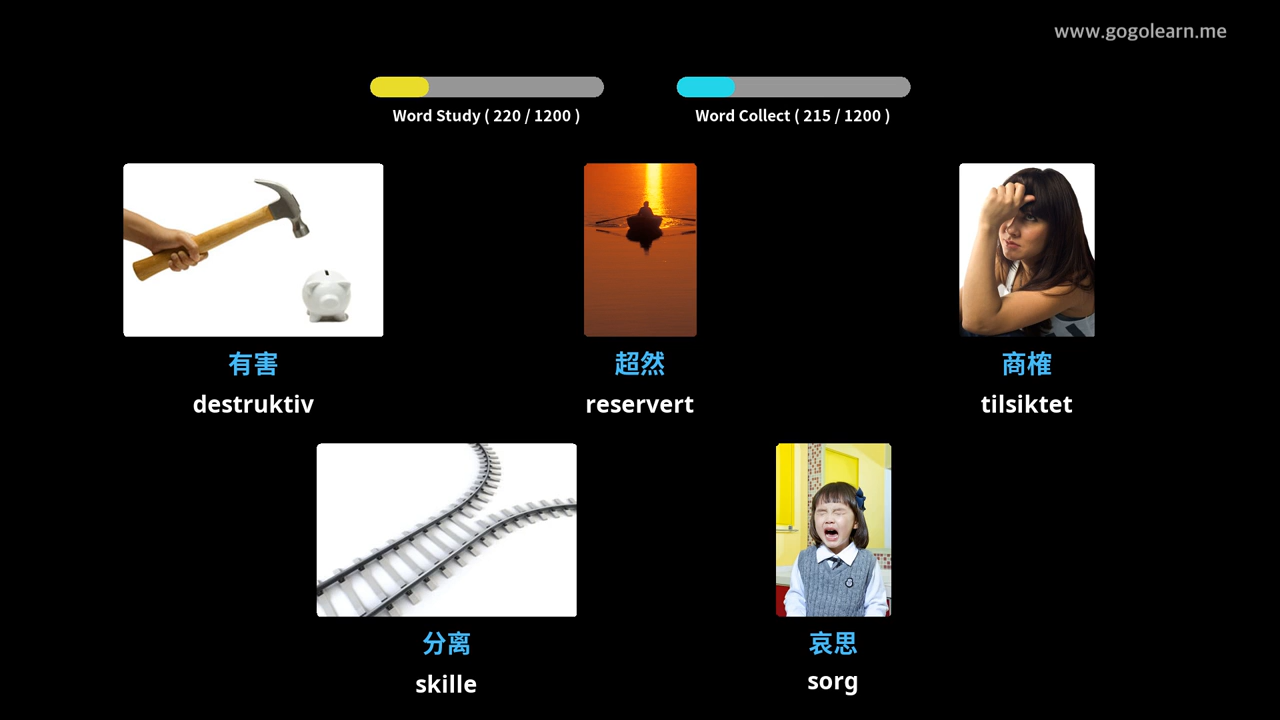 www.gogolearn.me
Word Study ( 220 / 1200 )
Word Collect ( 215 / 1200 )
有害
超然
商榷
destruktiv
reservert
tilsiktet
分离
哀思
skille
sorg